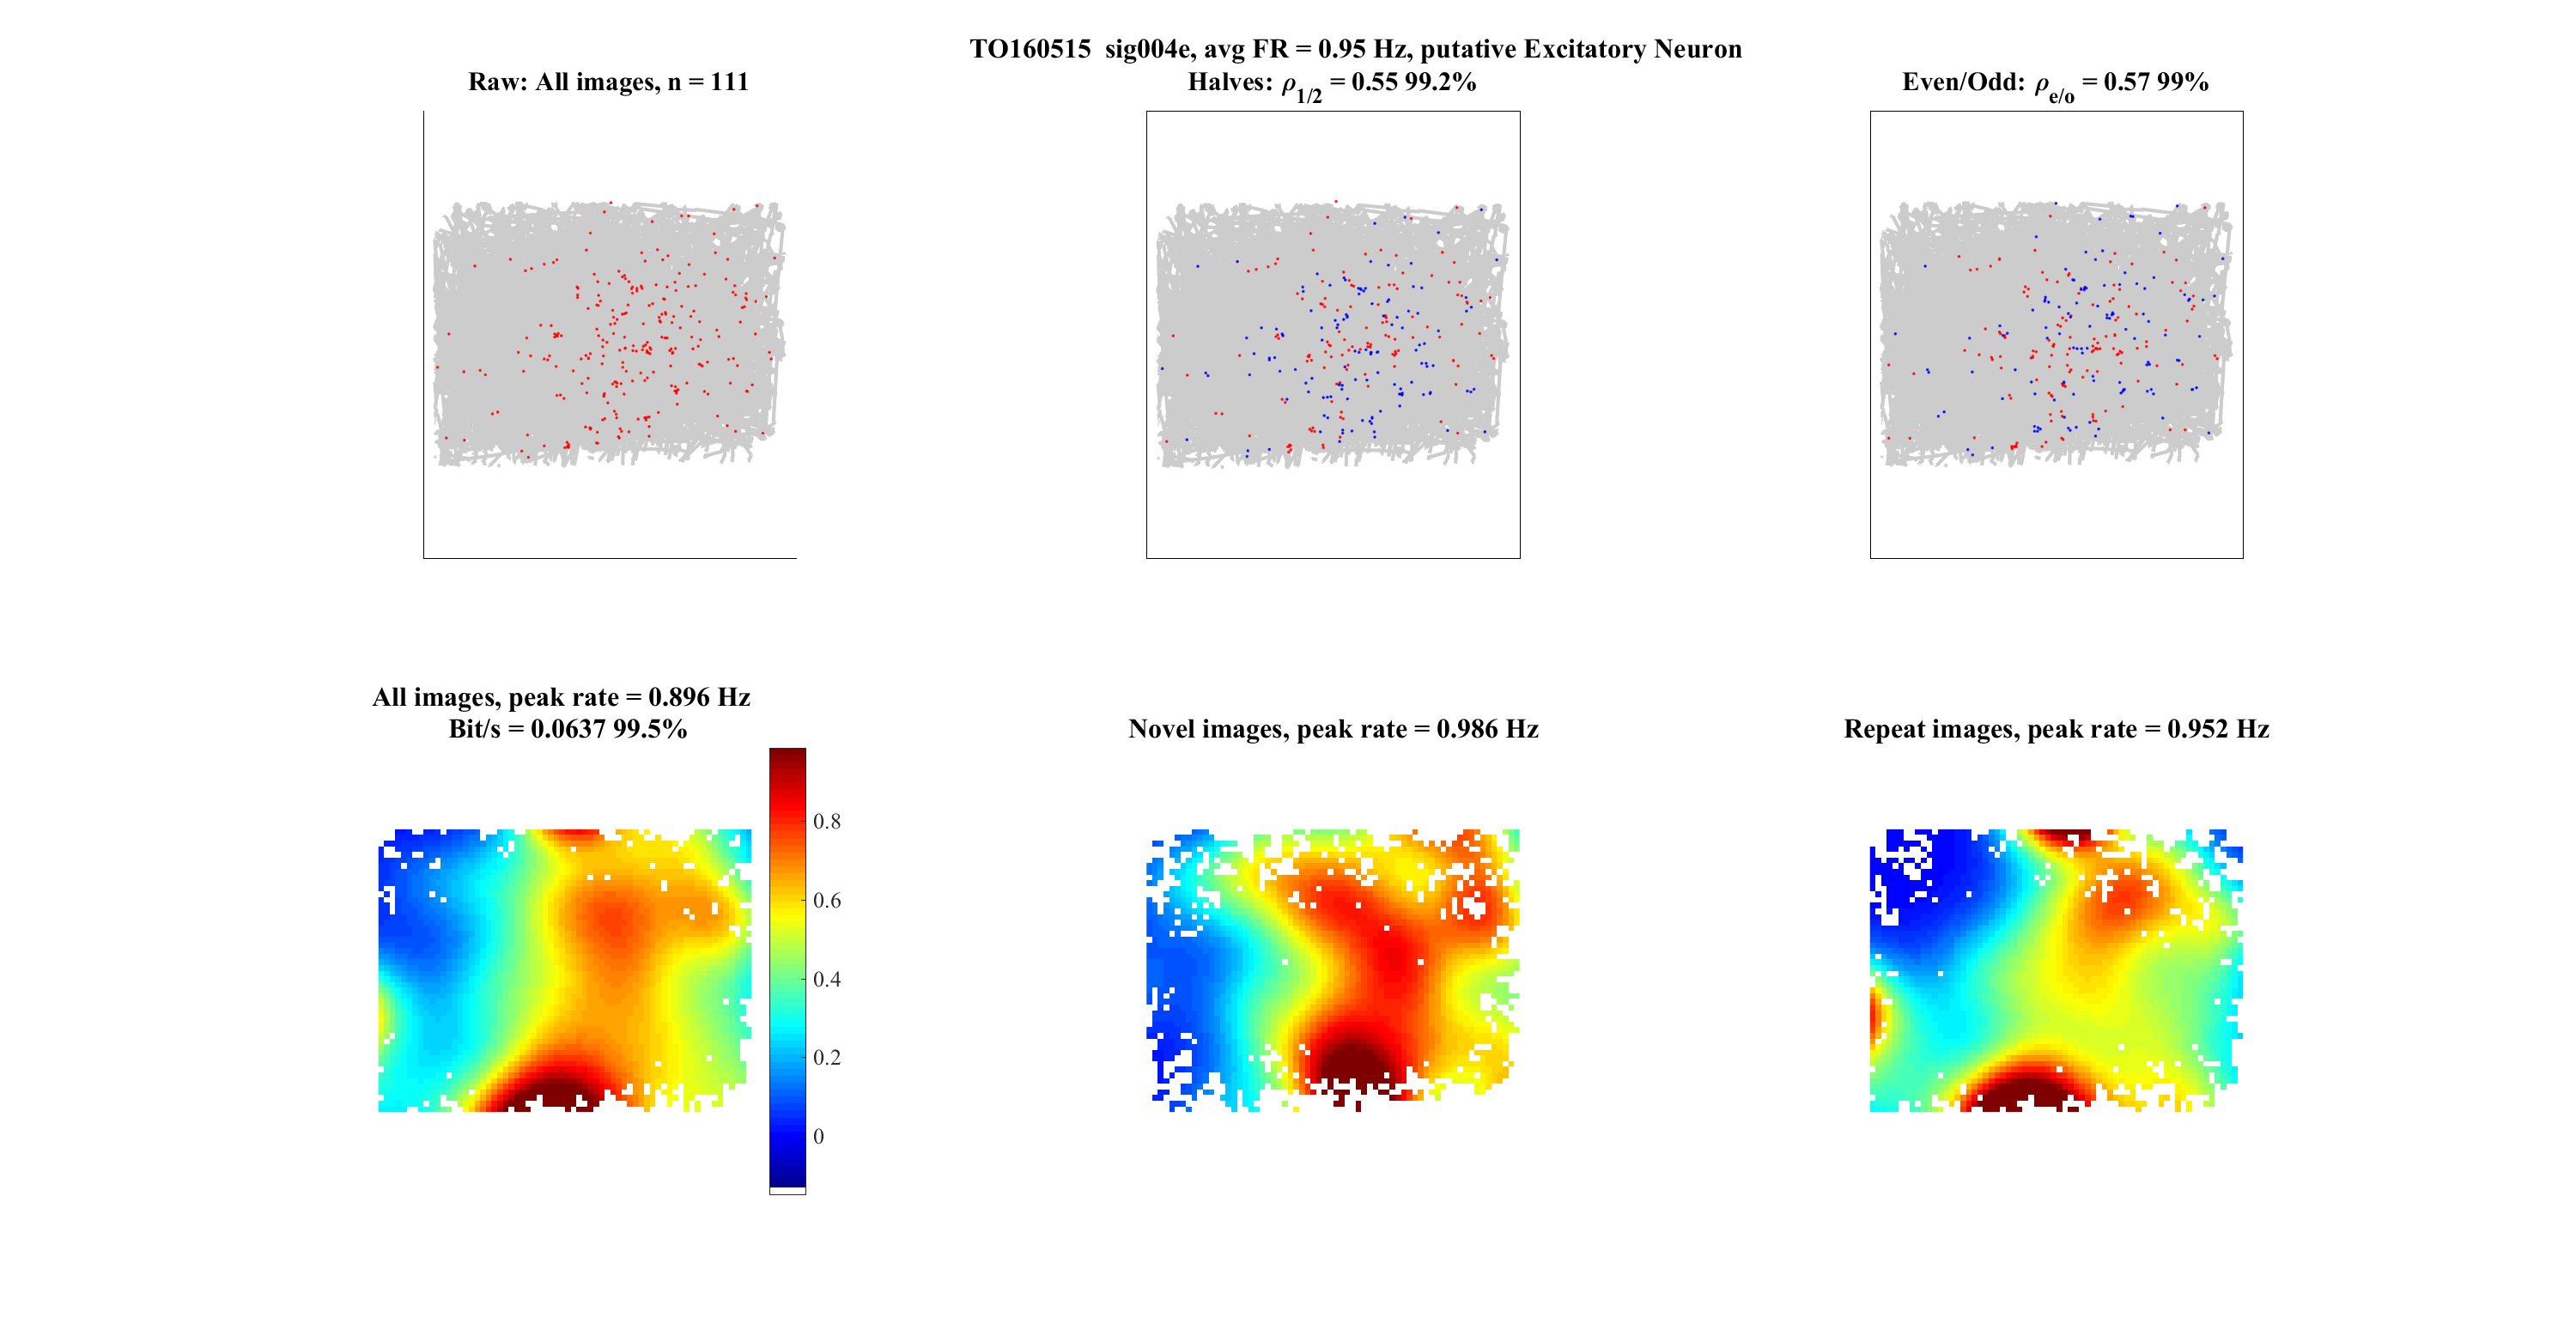 TO160515 sig004e, avg FR = 0.95 Hz, putative Excitatory Neuron
Raw: All images, n = 111
Halves: ρ1/2 = 0.55 99.2%
Even/Odd: ρe/o = 0.57 99%
All images, peak rate = 0.896 Hz
Bit/s = 0.0637 99.5%
0.8
0.6
0.4
0.2
0
Novel images, peak rate = 0.986 Hz
Repeat images, peak rate = 0.952 Hz